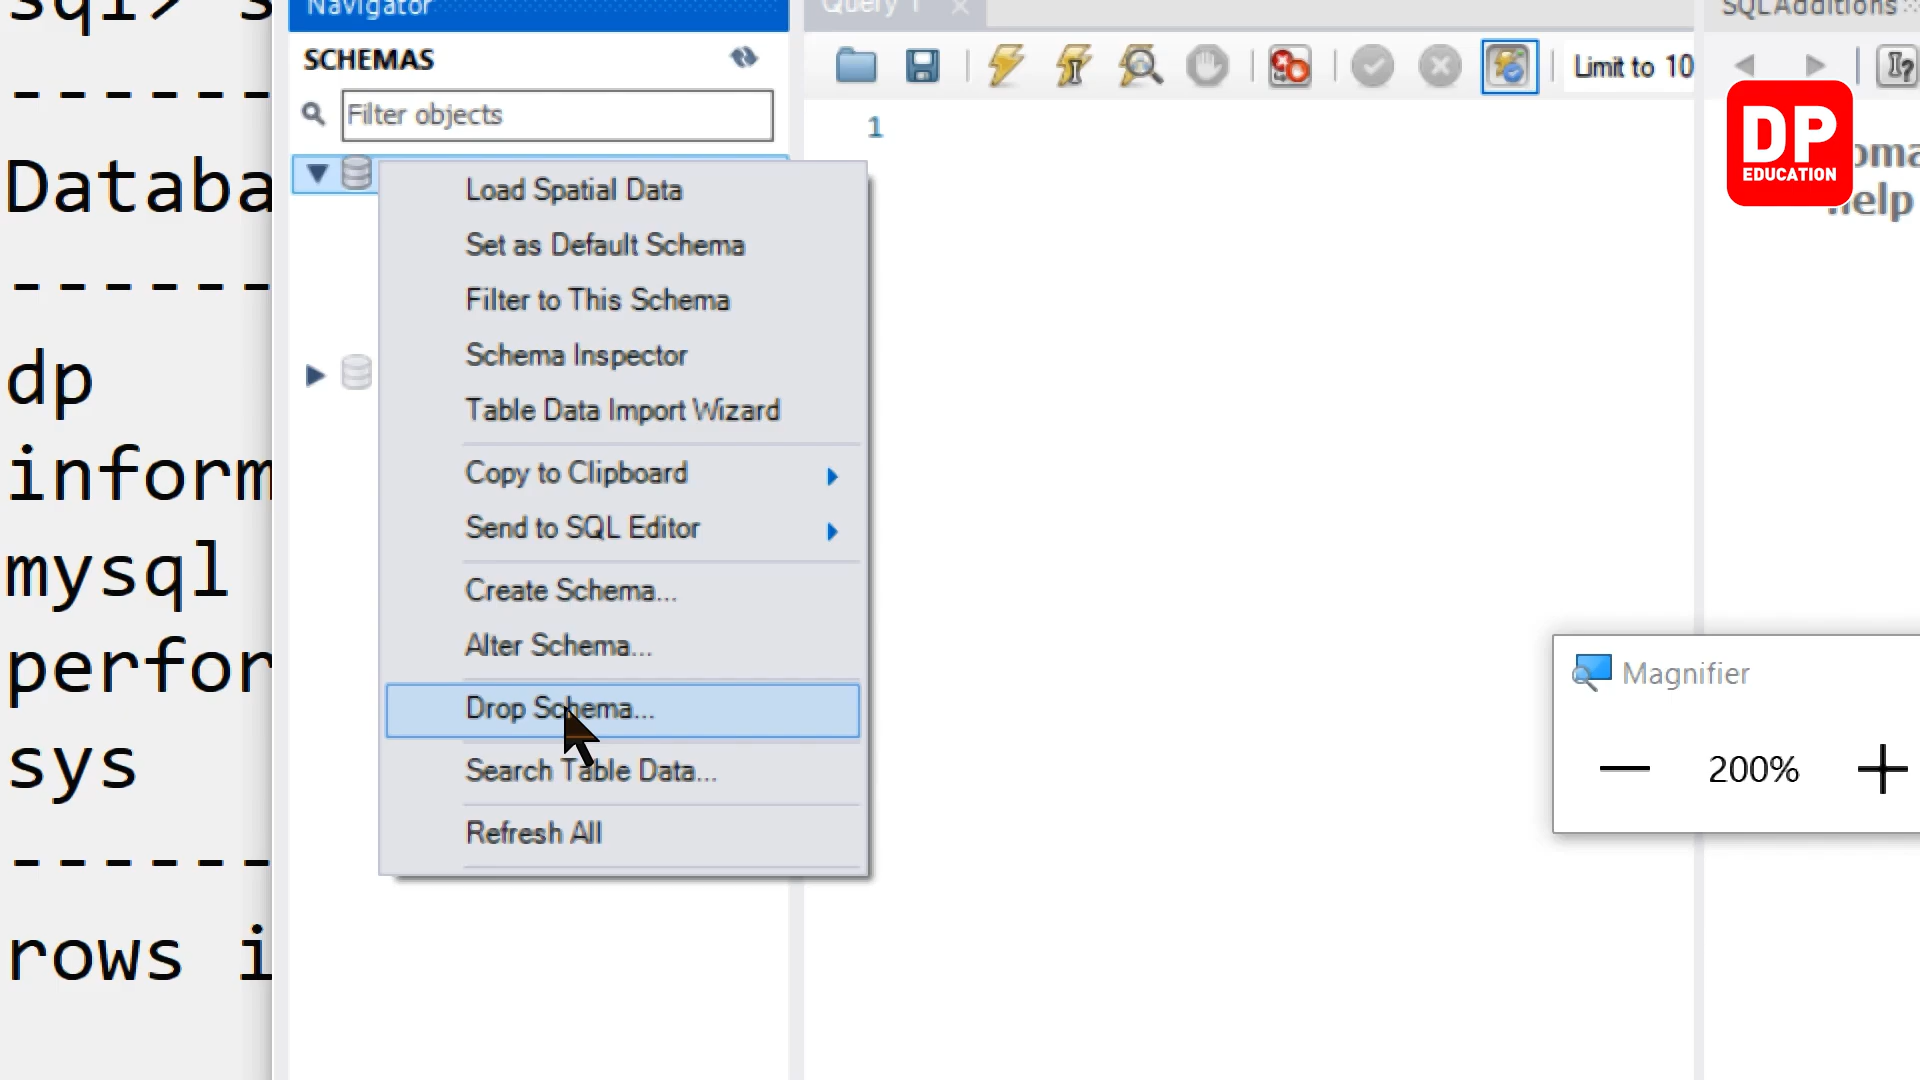 sql> s
------
Databa
------
dp
inform
mysql
perfor
sys
------
rows i
Navigator
SCHEMAS
Filter objects
Load Spatial Data
Set as Default Schema
Filter to This Schema
Schema Inspector
Table Data Import Wizard
Copy to Clipboard
Send to SQL Editor
Create Schema...
Alter Schema...
Drop Schema...
Search Table Data...
Refresh All
Query 1
Limit to 10
1
SQLAdditions
DP
EDUCATION
oma
help
Magnifier
200%